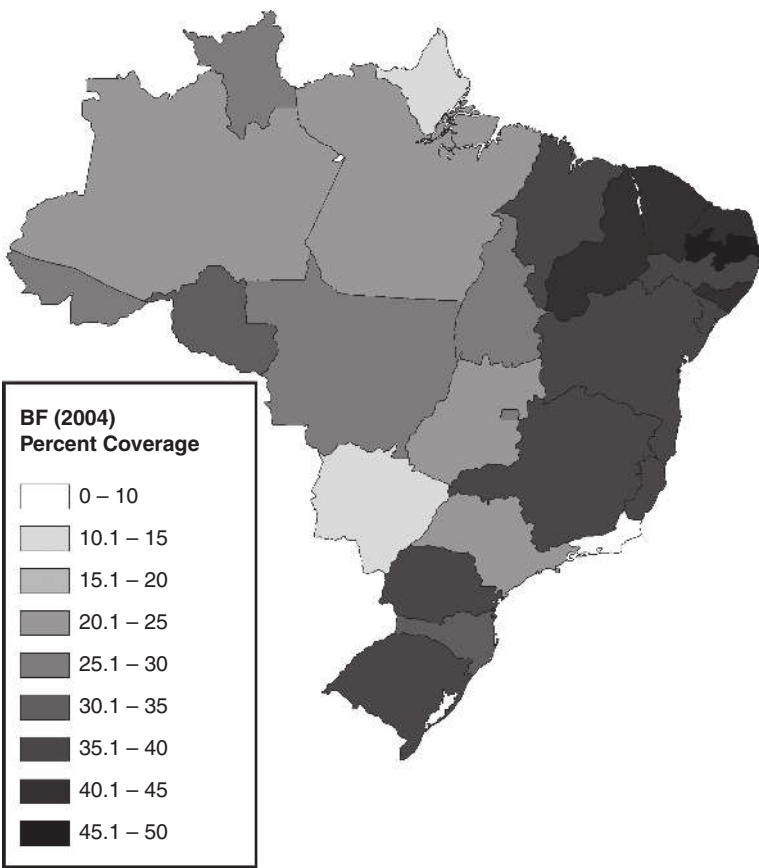 BF (2004)
Percent Coverage
0 – 10
10.1 – 15
15.1 – 20
20.1 – 25
25.1 – 30
30.1 – 35
35.1 – 40
40.1 – 45
45.1 – 50